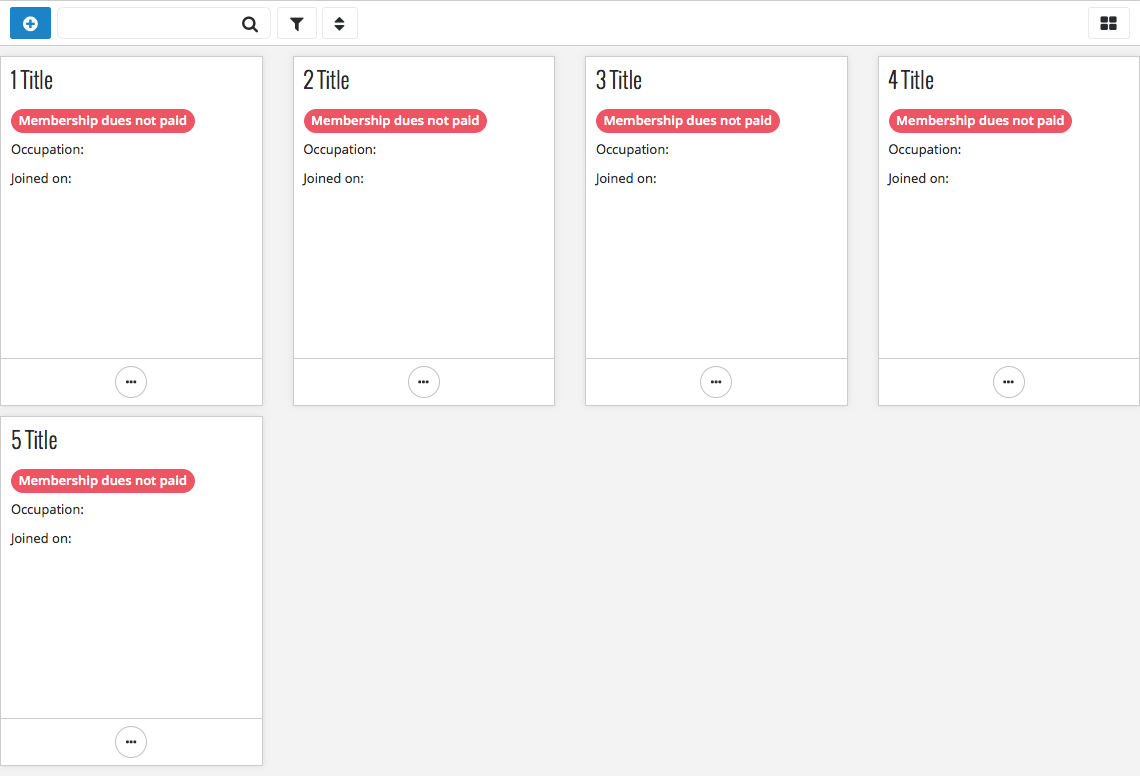 1 Title
Membership dues not paid
Occupation:
Joined on:
2 Title
Membership dues not paid
Occupation:
Joined on:
3 Title
Membership dues not paid
Occupation:
Joined on:
4 Title
Membership dues not paid
Occupation:
Joined on:
5 Title
Membership dues not paid
Occupation:
Joined on: